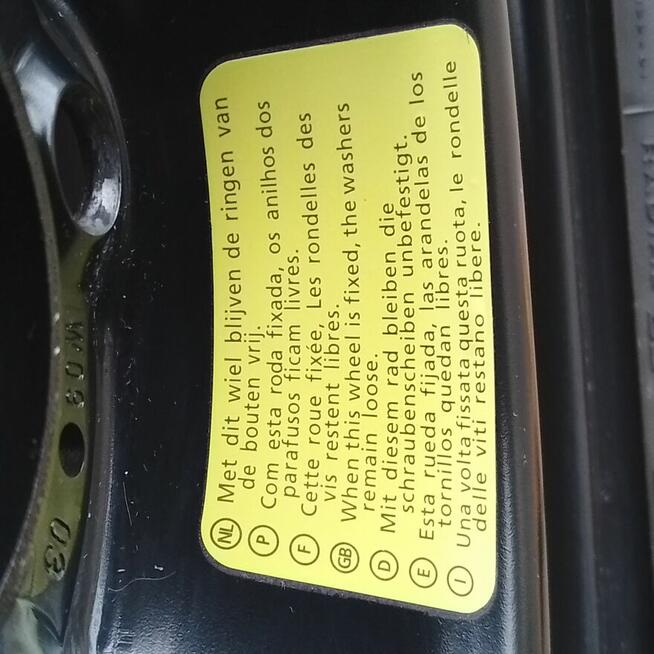 NL Met dit wiel blijven de ringen van
de bouten vrij.
P Com esta roda fixada, os anilhos dos
parafusos ficam livrés.
F Cette roue fixée, Les rondelles des
vis restent libres.
GB When this wheel is fixed, the washers
remain loose.
D Mit diesem rad bleiben die
schraubenscheiben unbefestigt.
E Esta rueda fijada, las arandelas de los
tornillos quedan libres.
I Una volta fissata questa ruota, le rondelle
delle viti restano libere.
03